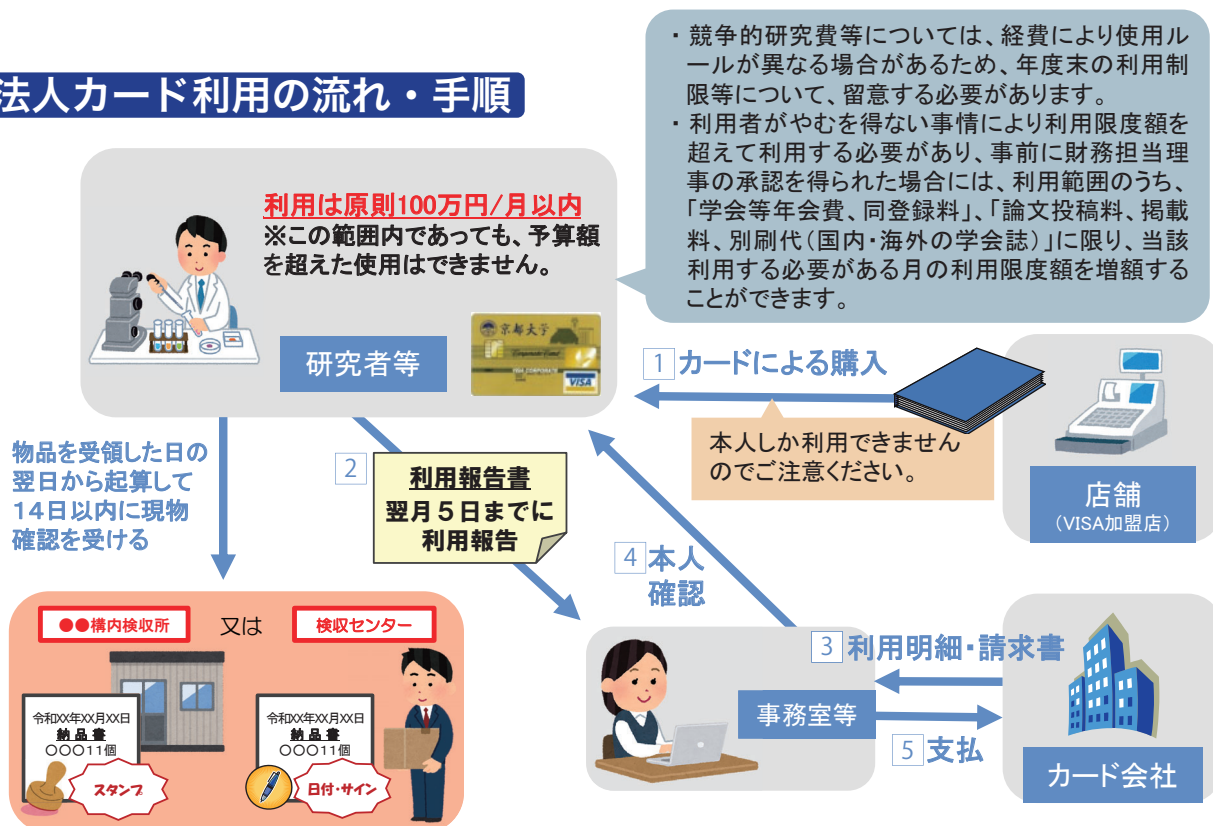 法人カード利用の流れ・手順
・競争的研究費等については、経費により使用ル
ールが異なる場合があるため、年度末の利用制
限等について、留意する必要があります。
・利用者がやむを得ない事情により利用限度額を
超えて利用する必要があり、事前に財務担当理
事の承認を得られた場合には、利用範囲のうち、
「学会等年会費、同登録料」、「論文投稿料、掲載
料、別刷代(国内・海外の学会誌)」に限り、当該
利用する必要がある月の利用限度額を増額する
ことができます。
利用は原則100万円/月以内
※この範囲内であっても、予算額
を超えた使用はできません。
研究者等
京都大学
Corporate Card
VISA CORPORATE
VISA
1 カードによる購入
本人しか利用できません
のでご注意ください。
店舗
(VISA加盟店)
物品を受領した日の
翌日から起算して
14日以内に現物
確認を受ける
2
利用報告書
翌月5日までに
利用報告
4 本人
確認
●●構内検収所
又は
検収センター
令和XX年XX月XX日
納品書
〇〇〇11個
スタンプ
令和XX年XX月XX日
納品書
〇〇〇11個
日付・サイン
事務室等
3 利用明細・請求書
5 支払
カード会社